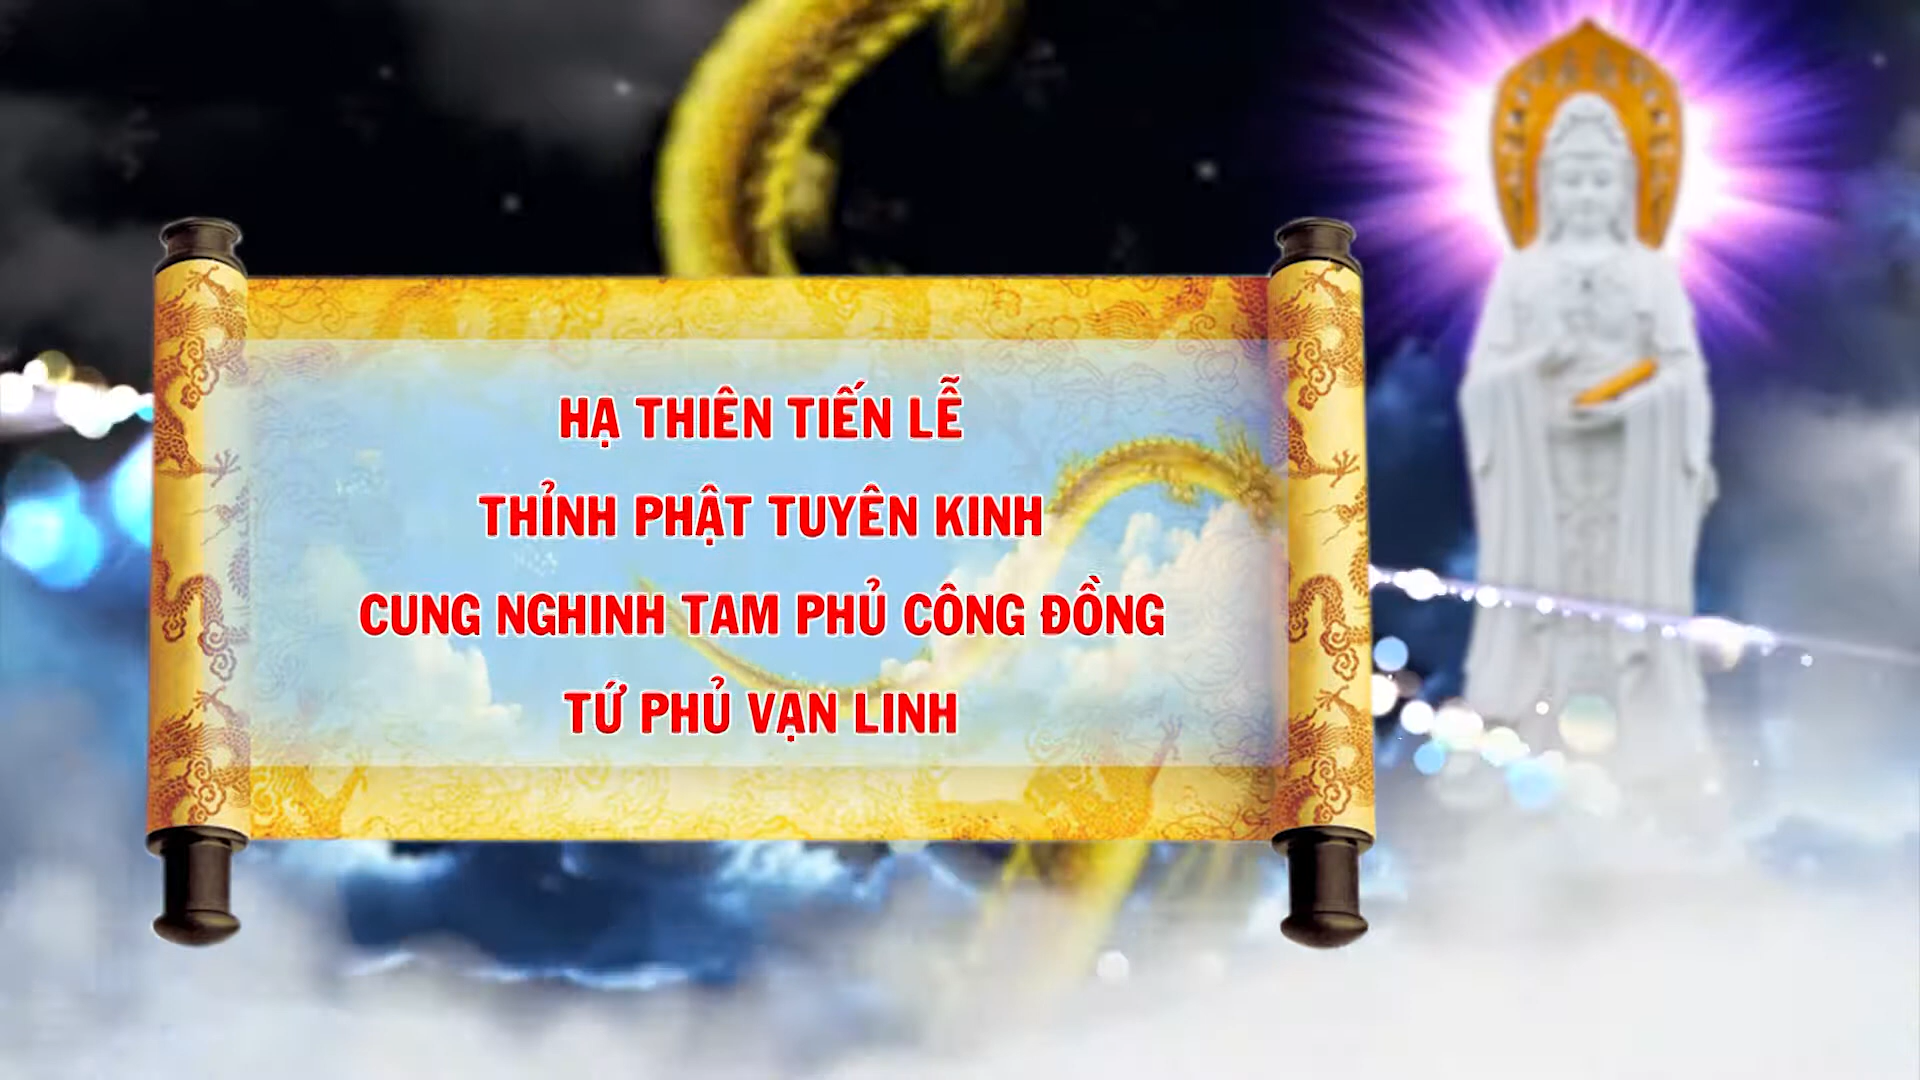 HẠ THIÊN TIẾN LỄ
THỈNH PHẬT TUYÊN KINH
CUNG NGHINH TAM PHỦ CÔNG ĐỒNG
TỨ PHỦ VẠN LINH